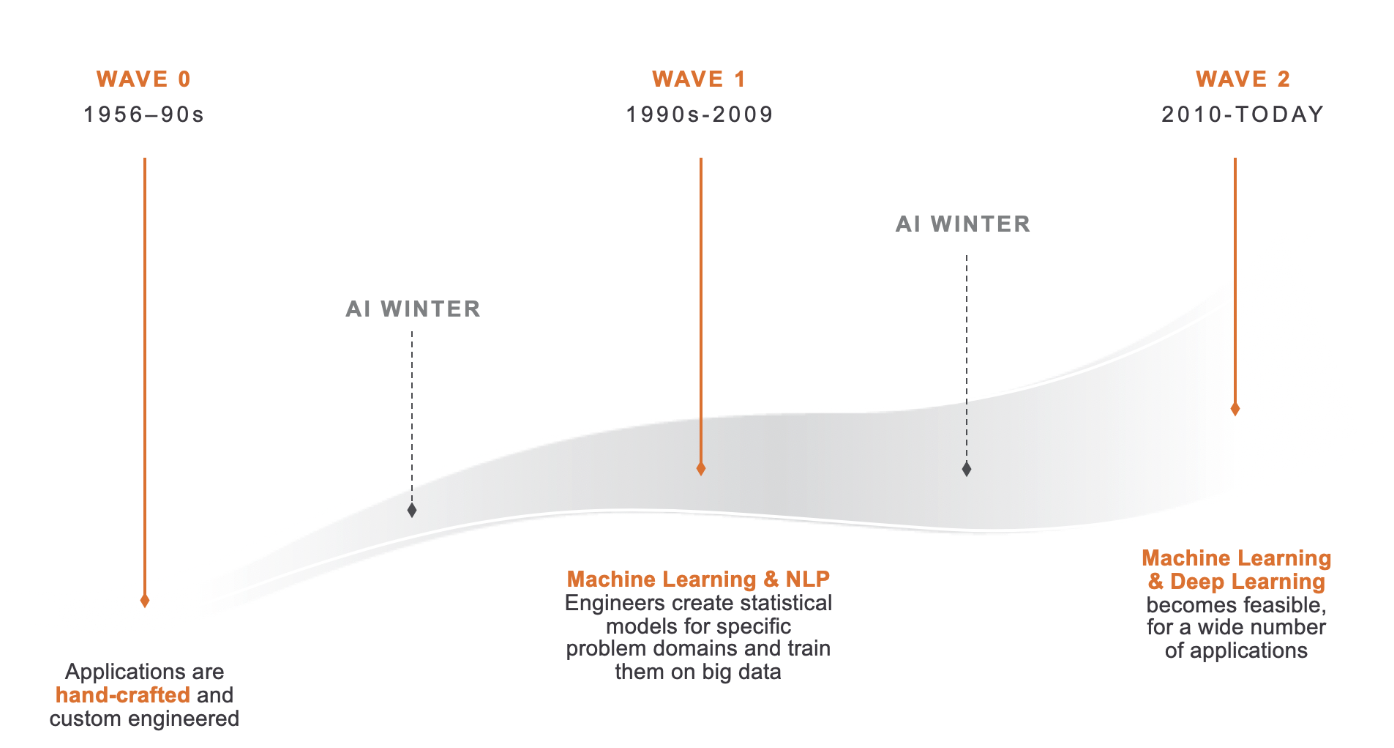 WAVE 0
1956–90s
WAVE 1
1990s-2009
WAVE 2
2010-TODAY
AI WINTER
AI WINTER
Applications are
hand-crafted and
custom engineered
Machine Learning & NLP
Engineers create statistical
models for specific
problem domains and train
them on big data
Machine Learning
& Deep Learning
becomes feasible,
for a wide number
of applications